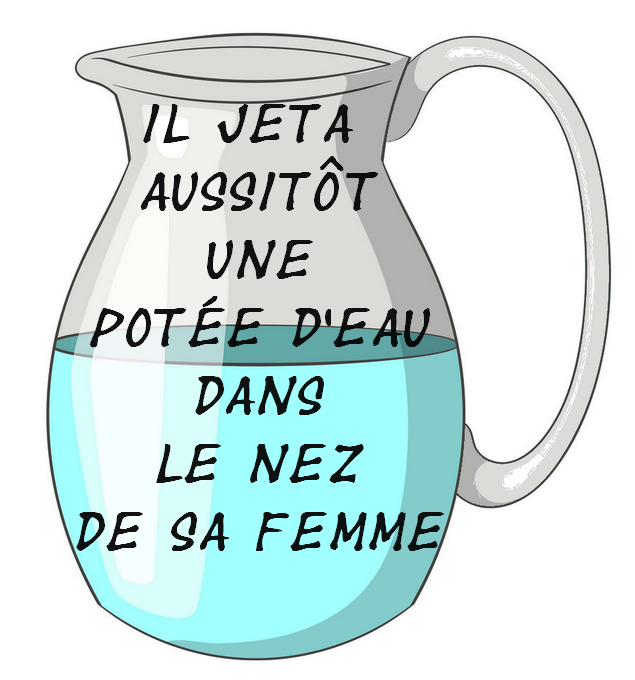 IL JETA
AUSSITÔT
UNE
POTÉE D'EAU
DANS
LE NEZ
DE SA FEMME